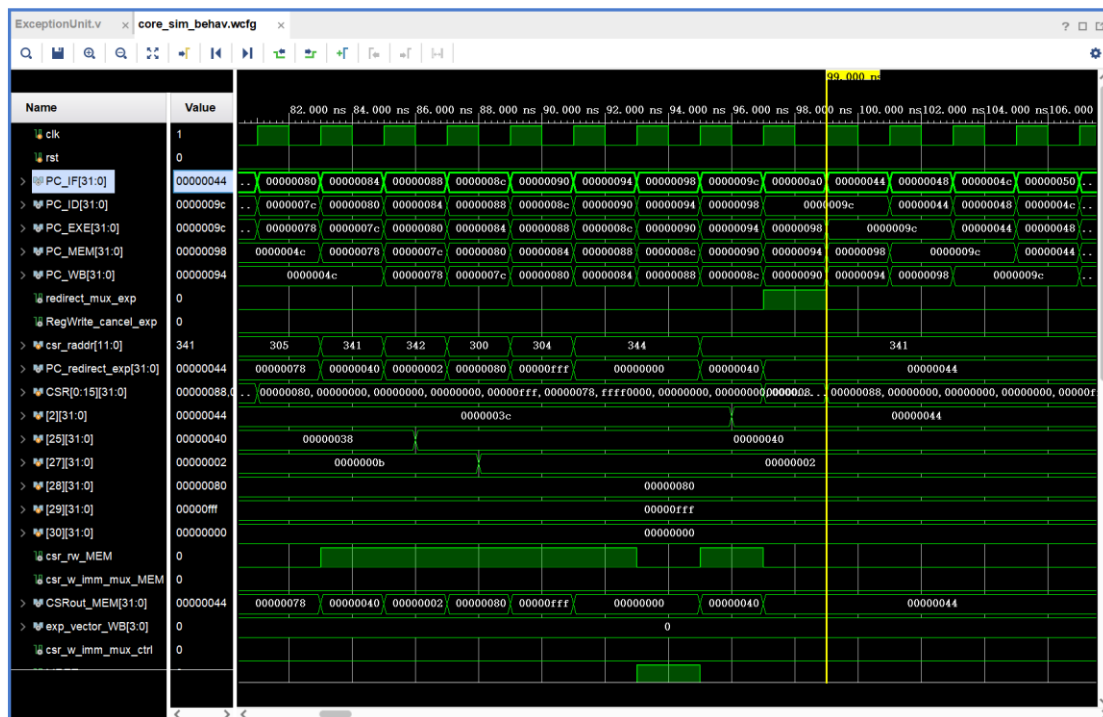 ExceptionUnit.v × core_sim_behav.wcfg ×
99.000 ns
Name Value 82.000 ns 84.000 ns 86.000 ns 88.000 ns 90.000 ns 92.000 ns 94.000 ns 96.000 ns 98.000 ns 100.000 ns 102.000 ns 104.000 ns 106.000
clk 1
rst 0
PC_IF[31:0] 00000044 .. 00000080 00000084 00000088 0000008c 00000090 00000094 00000098 0000009c 000000a0 00000044 00000048 0000004c 00000050 ..
PC_ID[31:0] 0000009c .. 0000007c 00000080 00000084 00000088 0000008c 00000090 00000094 00000098 0000009c 00000044 00000048 0000004c ..
PC_EXE[31:0] 0000009c .. 00000078 0000007c 00000080 00000084 00000088 0000008c 00000090 00000094 00000098 0000009c 00000044 00000048 ..
PC_MEM[31:0] 00000098 0000004c 00000078 0000007c 00000080 00000084 00000088 0000008c 00000090 00000094 00000098 0000009c 00000044 ..
PC_WB[31:0] 00000094 0000004c 00000078 0000007c 00000080 00000084 00000088 0000008c 00000090 00000094 00000098 0000009c ..
redirect_mux_exp 0
RegWrite_cancel_exp 0
csr_raddr[11:0] 341 305 341 342 300 304 344 341
PC_redirect_exp[31:0] 00000044 00000078 00000040 00000002 00000080 00000fff 00000000 00000040 00000044
CSR[0:15][31:0] 00000088,0 .. 00000080, 00000000, 00000000, 00000000, 00000fff, 00000078, ffff0000, 00000000, 00000000, 00000088, 00000000, 00000000, 00000000, 00000f
[2][31:0] 00000044 0000003c 00000044
[25][31:0] 00000040 00000038 00000040
[27][31:0] 00000002 0000000b 00000002
[28][31:0] 00000080 00000080
[29][31:0] 00000fff 00000fff
[30][31:0] 00000000 00000000
csr_rw_MEM 0
csr_w_imm_mux_MEM 0
CSRout_MEM[31:0] 00000044 00000078 00000040 00000002 00000080 00000fff 00000000 00000040 00000044
exp_vector_WB[3:0] 0 0
csr_w_imm_mux_ctrl 0